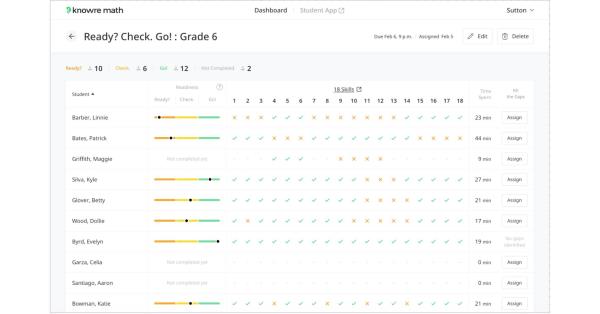 knowre math
Dashboard Student App Sutton
Ready? Check. Go! : Grade 6
Due Feb 6, 9 p.m. Assigned Feb 5 Edit Delete
Ready? 10 Check. 6 Go! 12 Not Completed 2
Student Readiness ? 18 Skills Time Spent Fill the Gaps
Ready? Check. Go! 1 2 3 4 5 6 7 8 9 10 11 12 13 14 15 16 17 18
Barber, Linnie 23 min Assign
Bates, Patrick 44 min Assign
Griffith, Maggie Not completed yet 9 min Assign
Silva, Kyle 27 min Assign
Glover, Betty 21 min Assign
Wood, Dollie 17 min Assign
Byrd, Evelyn 19 min No gaps identified
Garza, Celia Not completed yet 0 min Assign
Santiago, Aaron Not completed yet 0 min Assign
Bowman, Katie 21 min Assign